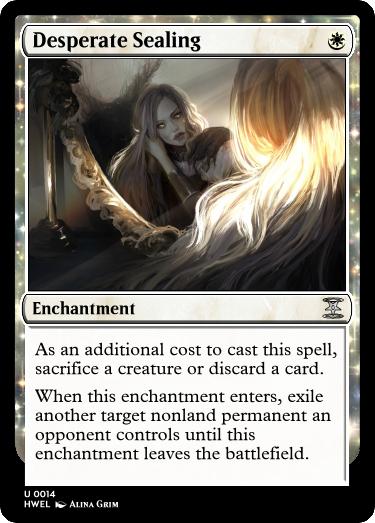 Desperate Sealing
Enchantment
As an additional cost to cast this spell,
sacrifice a creature or discard a card.
When this enchantment enters, exile
another target nonland permanent an
opponent controls until this
enchantment leaves the battlefield.
U 0014
HWEL Alina Grim